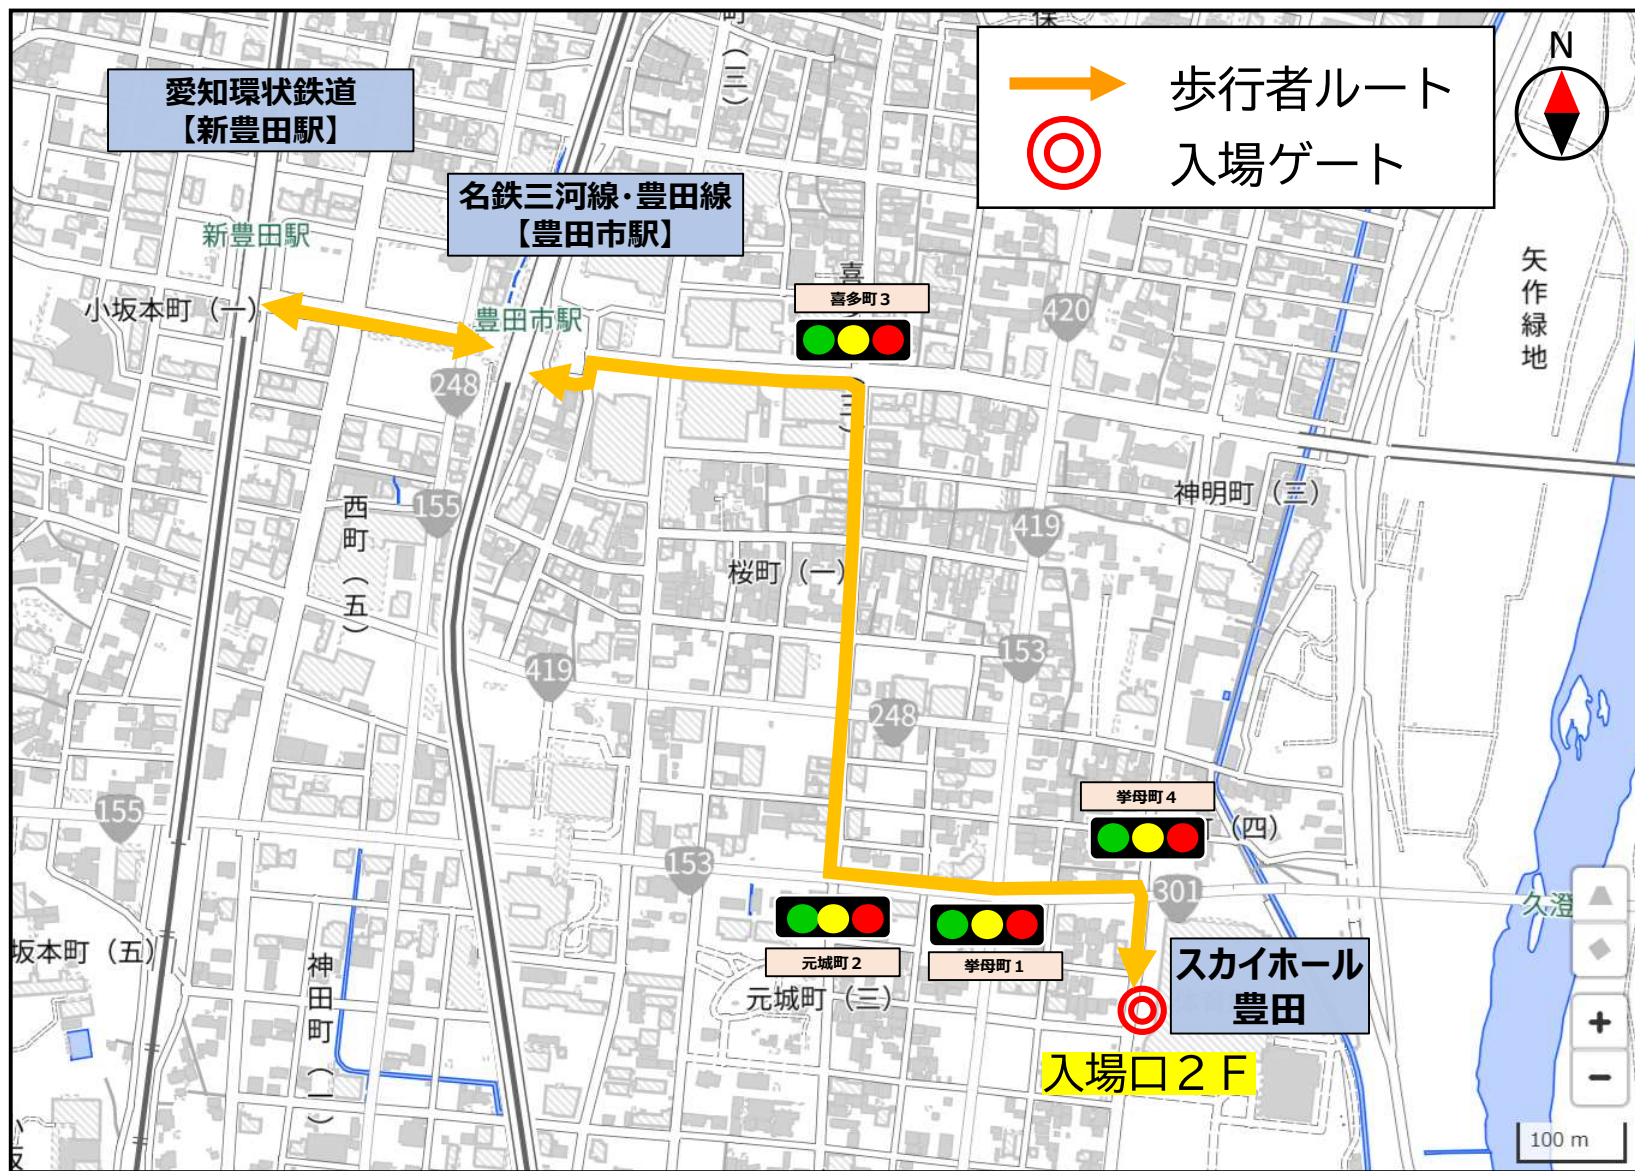 愛知環状鉄道
【新豊田駅】
名鉄三河線・豊田線
【豊田市駅】
歩行者ルート
入場ゲート
N
町（三）
保
新豊田駅
小坂本町（一）
豊田市駅
喜
（三）
喜多町３
420
矢作緑地
248
155
西町（五）
419
神明町（三）
桜町（一）
419
153
248
155
153
挙母町４
（四）
301
久澄
元城町２
挙母町１
坂本町（五）
神田町（一）
元城町（三）
スカイホール
豊田
入場口２Ｆ
+
−
100 m